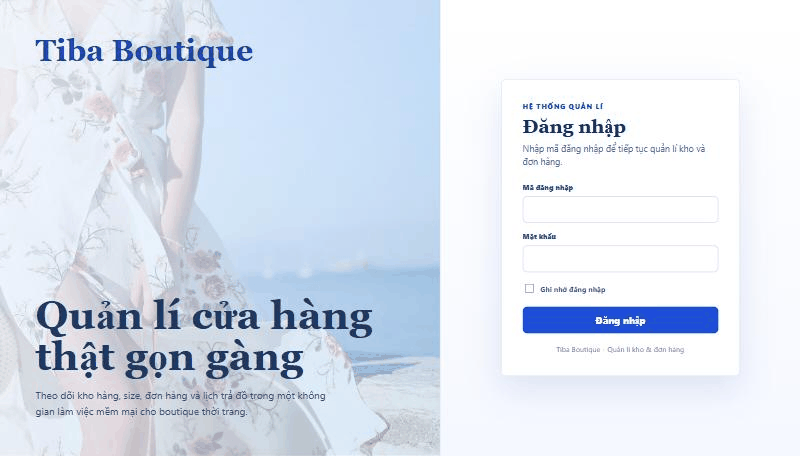 Tiba Boutique
Quản lí cửa hàng
thật gọn gàng
Theo dõi kho hàng, size, đơn hàng và lịch trả đồ trong một không
gian làm việc mềm mại cho boutique thời trang.
HỆ THỐNG QUẢN LÍ
Đăng nhập
Nhập mã đăng nhập để tiếp tục quản lí kho và
đơn hàng.
Mã đăng nhập
Mật khẩu
Ghi nhớ đăng nhập
Đăng nhập
Tiba Boutique · Quản lí kho & đơn hàng